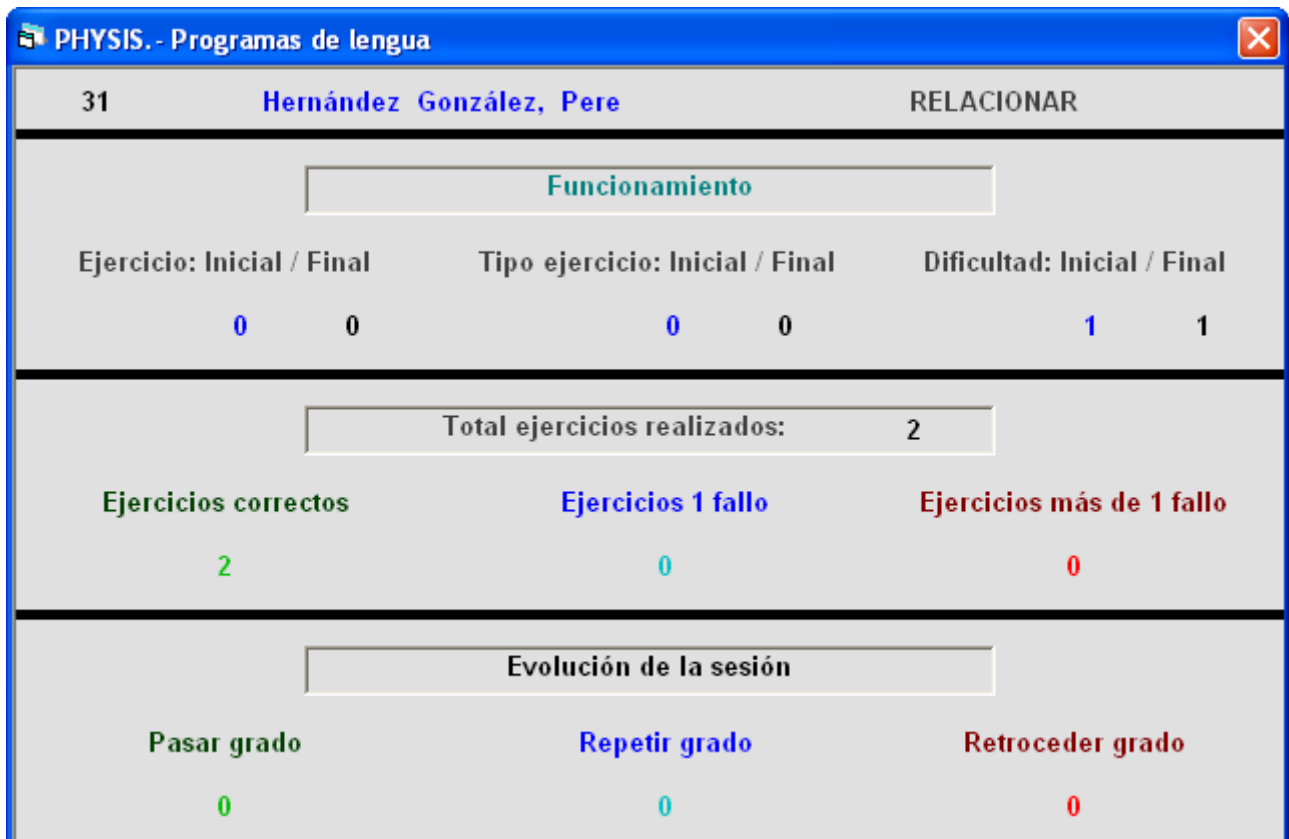 PHYSIS.- Programas de lengua
31 Hernández González, Pere RELACIONAR
Funcionamiento
Ejercicio: Inicial / Final Tipo ejercicio: Inicial / Final Dificultad: Inicial / Final
0 0 0 0 1 1
Total ejercicios realizados: 2
Ejercicios correctos Ejercicios 1 fallo Ejercicios más de 1 fallo
2 0 0
Evolución de la sesión
Pasar grado Repetir grado Retroceder grado
0 0 0